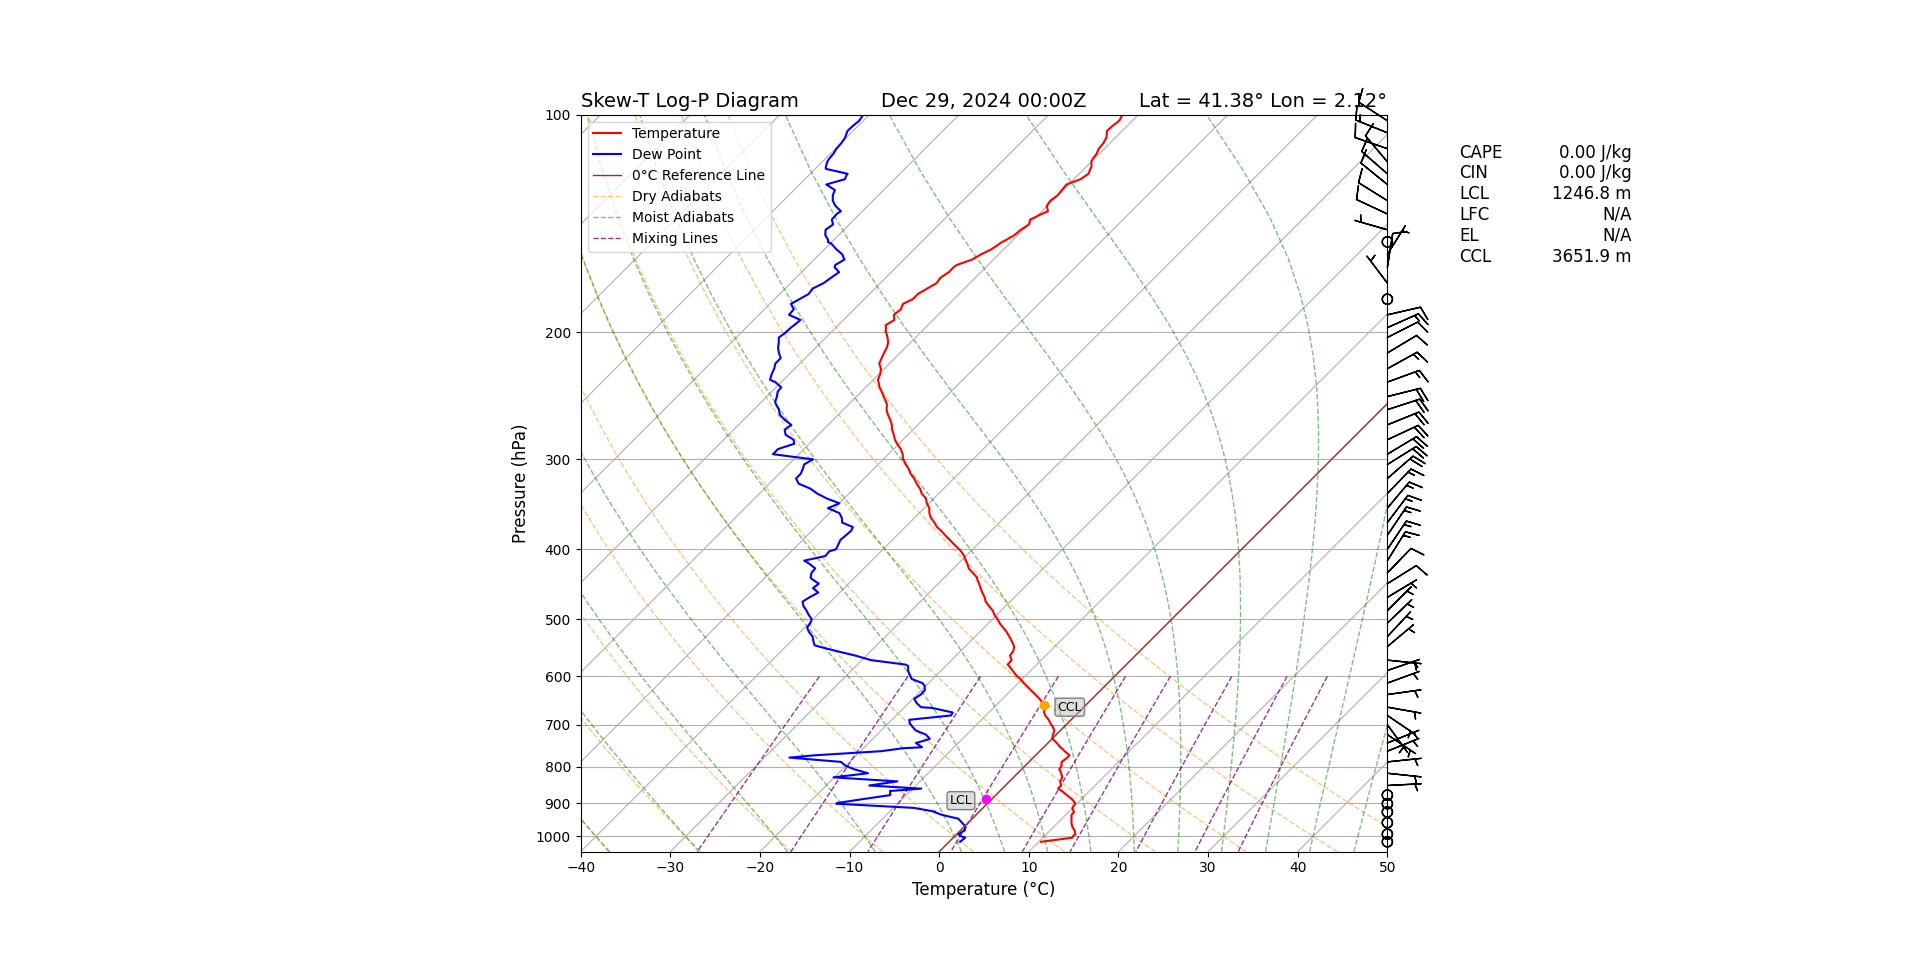 Skew-T Log-P Diagram Dec 29, 2024 00:00Z Lat = 41.38° Lon = 2.12°
Temperature
Dew Point
0°C Reference Line
Dry Adiabats
Moist Adiabats
Mixing Lines
CAPE 0.00 J/kg
CIN 0.00 J/kg
LCL 1246.8 m
LFC N/A
EL N/A
CCL 3651.9 m
Pressure (hPa)
100
200
300
400
500
600
700
800
900
1000
CCL
LCL
−40 −30 −20 −10 0 10 20 30 40 50
Temperature (°C)